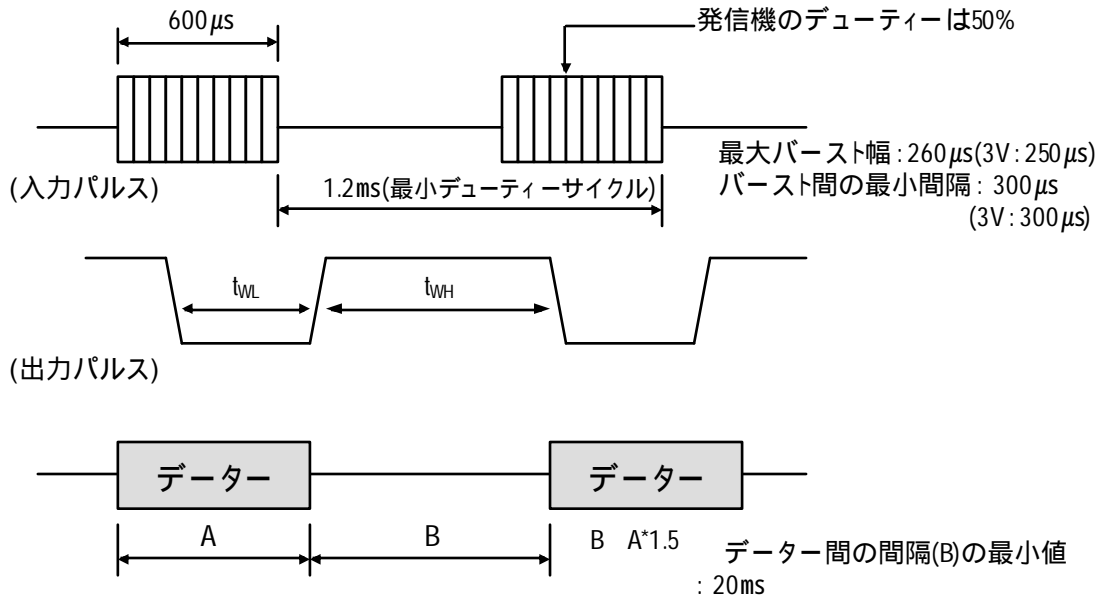 600μs
発信機のデューティーは50%
最大バースト幅 : 260μs(3V : 250μs)
(入力パルス)
1.2ms(最小デューティーサイクル)
バースト間の最小間隔 : 300μs
(3V : 300μs)
tWL
tWH
(出力パルス)
データー
データー
A
B
B A*1.5
データー間の間隔(B)の最小値
: 20ms